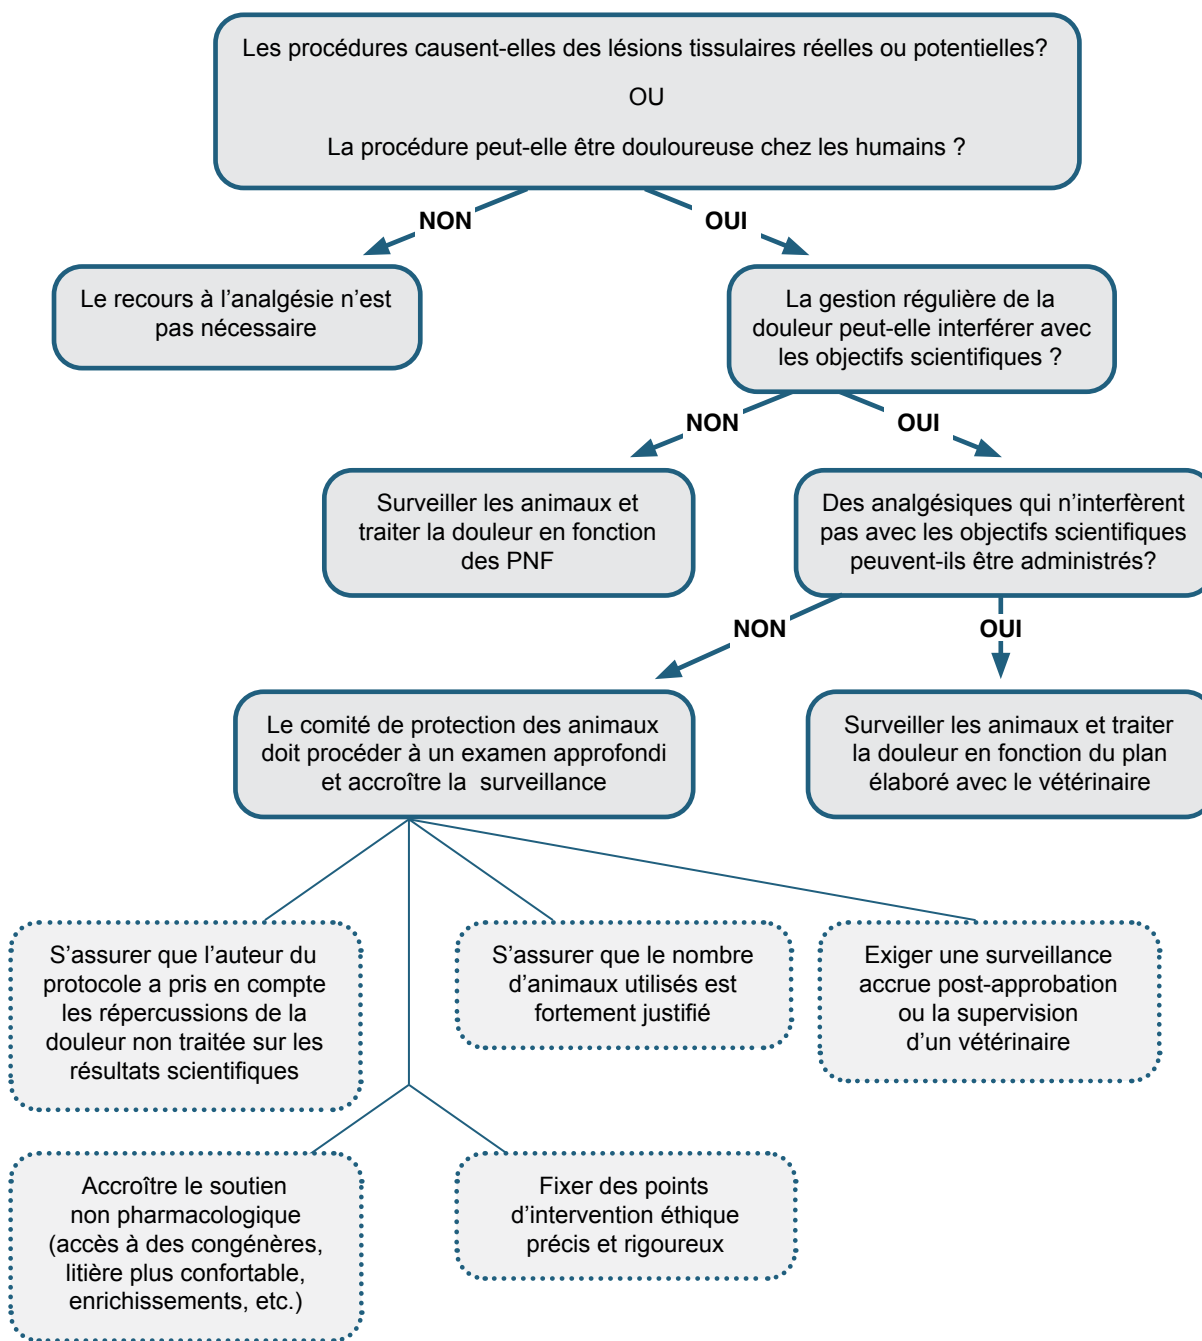 Les procédures causent-elles des lésions tissulaires réelles ou potentielles?
OU
La procédure peut-elle être douloureuse chez les humains ?
NON
OUI
Le recours à l’analgésie n’est
pas nécessaire
La gestion régulière de la
douleur peut-elle interférer avec
les objectifs scientifiques ?
NON
OUI
Surveiller les animaux et
traiter la douleur en fonction
des PNF
Des analgésiques qui n’interfèrent
pas avec les objectifs scientifiques
peuvent-ils être administrés?
NON
OUI
Le comité de protection des animaux
doit procéder à un examen approfondi
et accroître la surveillance
Surveiller les animaux et traiter
la douleur en fonction du plan
élaboré avec le vétérinaire
S’assurer que l’auteur du
protocole a pris en compte
les répercussions de la
douleur non traitée sur les
résultats scientifiques
S’assurer que le nombre
d’animaux utilisés est
fortement justifié
Exiger une surveillance
accrue post-approbation
ou la supervision
d’un vétérinaire
Accroître le soutien
non pharmacologique
(accès à des congénères,
litière plus confortable,
enrichissements, etc.)
Fixer des points
d’intervention éthique
précis et rigoureux